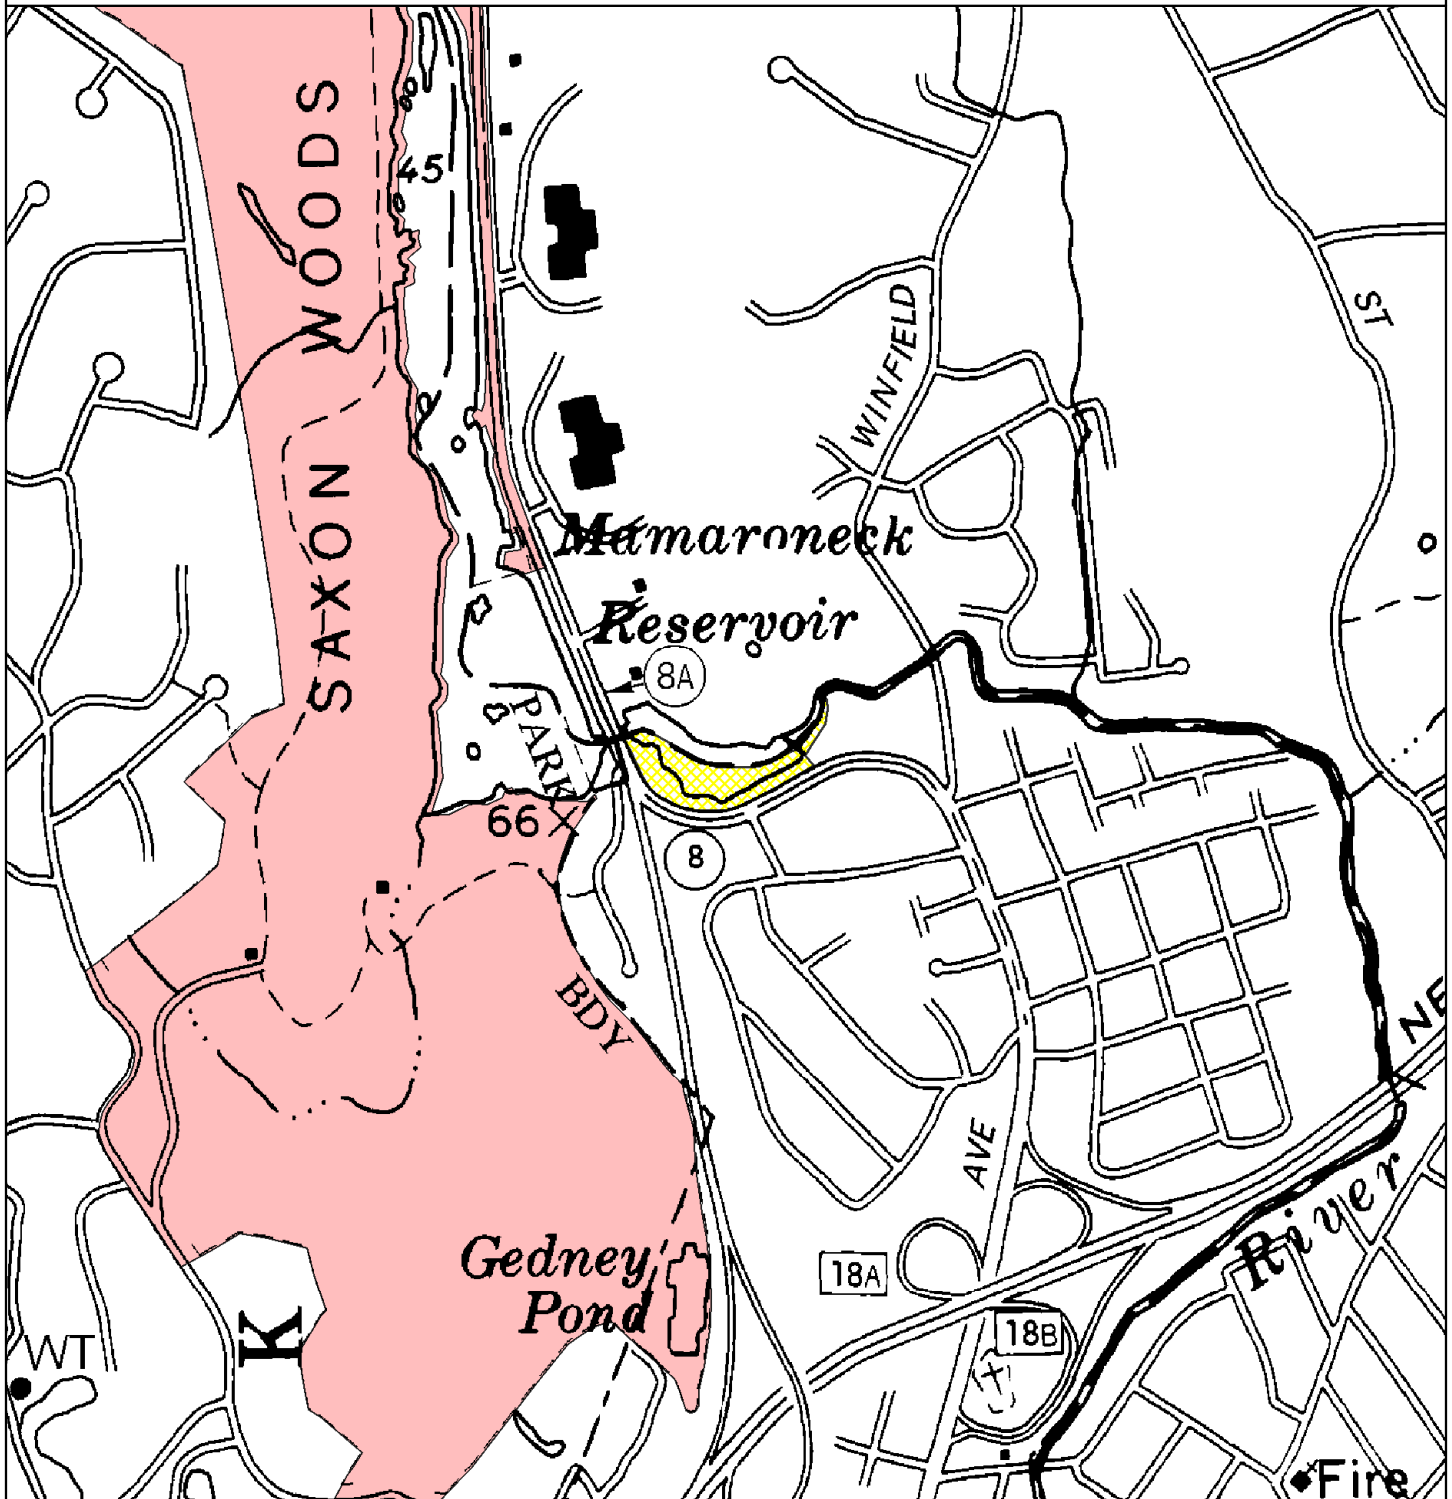 WOODS
45
ST
WINFIELD
SAXON
Mamaroneck
Reservoir
8A
PARK
66
8
BDY
NE
AVE
River
Gedney
Pond
18A
18B
K
WT
Fire